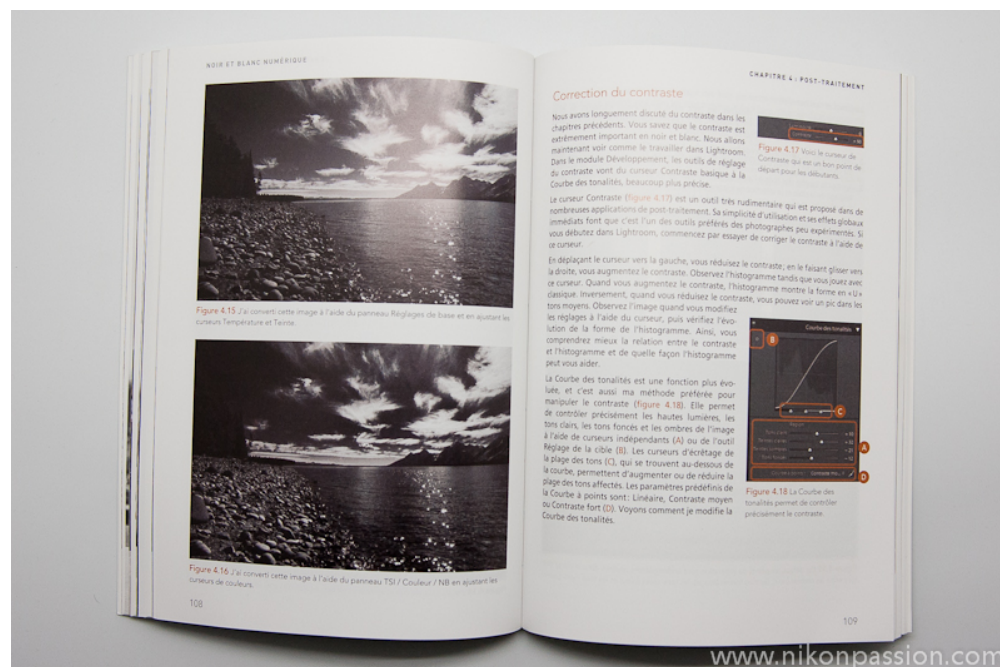 NOIR ET BLANC NUMÉRIQUE
Figure 4.15 J'ai converti cette image à l'aide du panneau Réglages de base et en ajustant les
curseurs Température et Teinte.
Figure 4.16 J'ai converti cette image à l'aide du panneau TSI / Couleur / NB en ajustant les
curseurs de couleurs.
108
CHAPITRE 4 : POST-TRAITEMENT
Correction du contraste
Nous avons longuement discuté du contraste dans les
chapitres précédents. Vous savez que le contraste est
extrêmement important en noir et blanc. Nous allons
maintenant voir comme le travailler dans Lightroom.
Dans le module Développement, les outils de réglage
du contraste vont du curseur Contraste basique à la
Courbe des tonalités, beaucoup plus précise.
Figure 4.17 Voici le curseur de
Contraste qui est un bon point de
départ pour les débutants.
Le curseur Contraste (figure 4.17) est un outil très rudimentaire qui est proposé dans de
nombreuses applications de post-traitement. Sa simplicité d'utilisation et ses effets globaux
immédiats font que c'est l'un des outils préférés des photographes peu expérimentés. Si
vous débutez dans Lightroom, commencez par essayer de corriger le contraste à l'aide de
ce curseur.
En déplaçant le curseur vers la gauche, vous réduisez le contraste ; en le faisant glisser vers
la droite, vous augmentez le contraste. Observez l'histogramme tandis que vous jouez avec
ce curseur. Quand vous augmentez le contraste, l'histogramme montre la forme en « U »
classique. Inversement, quand vous réduisez le contraste, vous pouvez voir un pic dans les
tons moyens. Observez l'image quand vous modifiez
les réglages à l'aide du curseur, puis vérifiez l'évo-
lution de la forme de l'histogramme. Ainsi, vous
comprendrez mieux la relation entre le contraste
et l'histogramme et de quelle façon l'histogramme
peut vous aider.
La Courbe des tonalités est une fonction plus évo-
luée, et c'est aussi ma méthode préférée pour
manipuler le contraste (figure 4.18). Elle permet
de contrôler précisément les hautes lumières, les
tons clairs, les tons foncés et les ombres de l'image
à l'aide de curseurs indépendants (A) ou de l'outil
Réglage de la cible (B). Les curseurs d'écrêtage de
la plage des tons (C), qui se trouvent au-dessous de
la courbe, permettent d'augmenter ou de réduire la
plage des tons affectés. Les paramètres prédéfinis de
la Courbe à points sont : Linéaire, Contraste moyen
ou Contraste fort (D). Voyons comment je modifie la
Courbe des tonalités.
Courbe des tonalités
B
C
A
D
Figure 4.18 La Courbe des
tonalités permet de contrôler
précisément le contraste.
109
www.nikonpassion.com